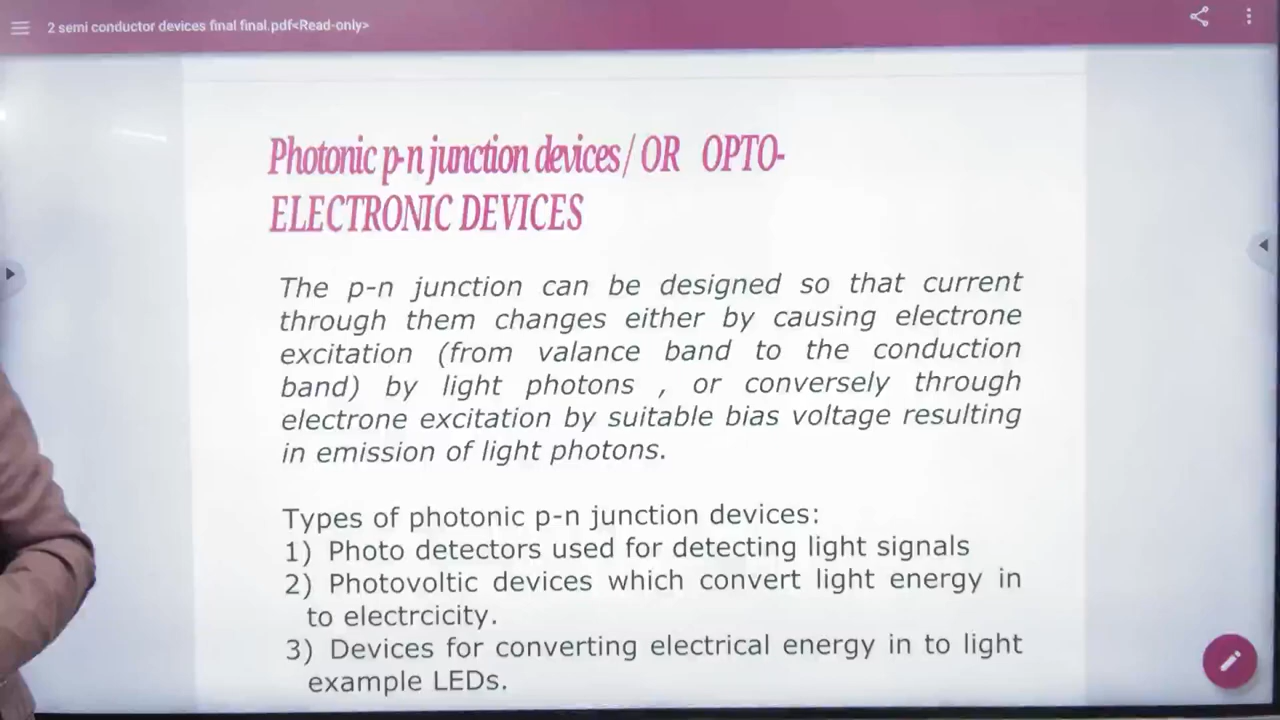 2 semi conductor devices final final.pdf<Read-only>
Photonic p-n junction devices/ OR OPTO-
ELECTRONIC DEVICES
The p-n junction can be designed so that current
through them changes either by causing electrone
excitation (from valance band to the conduction
band) by light photons , or conversely through
electrone excitation by suitable bias voltage resulting
in emission of light photons.
Types of photonic p-n junction devices:
1) Photo detectors used for detecting light signals
2) Photovoltic devices which convert light energy in
to electrcicity.
3) Devices for converting electrical energy in to light
example LEDs.